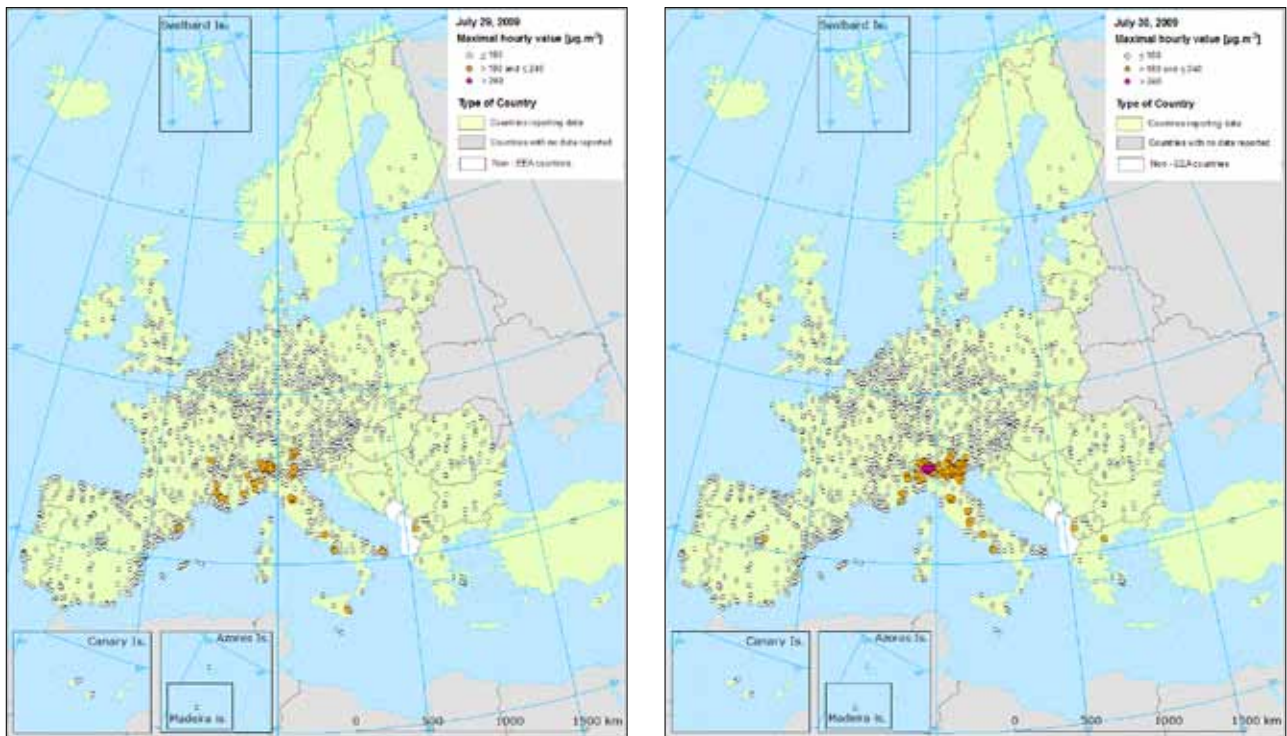 July 29, 2009
Maximal hourly value [µg.m-3]
≤ 180
> 180 and ≤ 240
> 240
Type of Country
Countries reporting data
Countries with no data reported
Non - EEA countries
Svalbard Is.
Canary Is.
Azores Is.
Madeira Is.
0 500 1000 1500 km
July 30, 2009
Maximal hourly value [µg.m-3]
≤ 180
> 180 and ≤ 240
> 240
Type of Country
Countries reporting data
Countries with no data reported
Non - EEA countries
Svalbard Is.
Canary Is.
Azores Is.
Madeira Is.
0 500 1000 1500 km